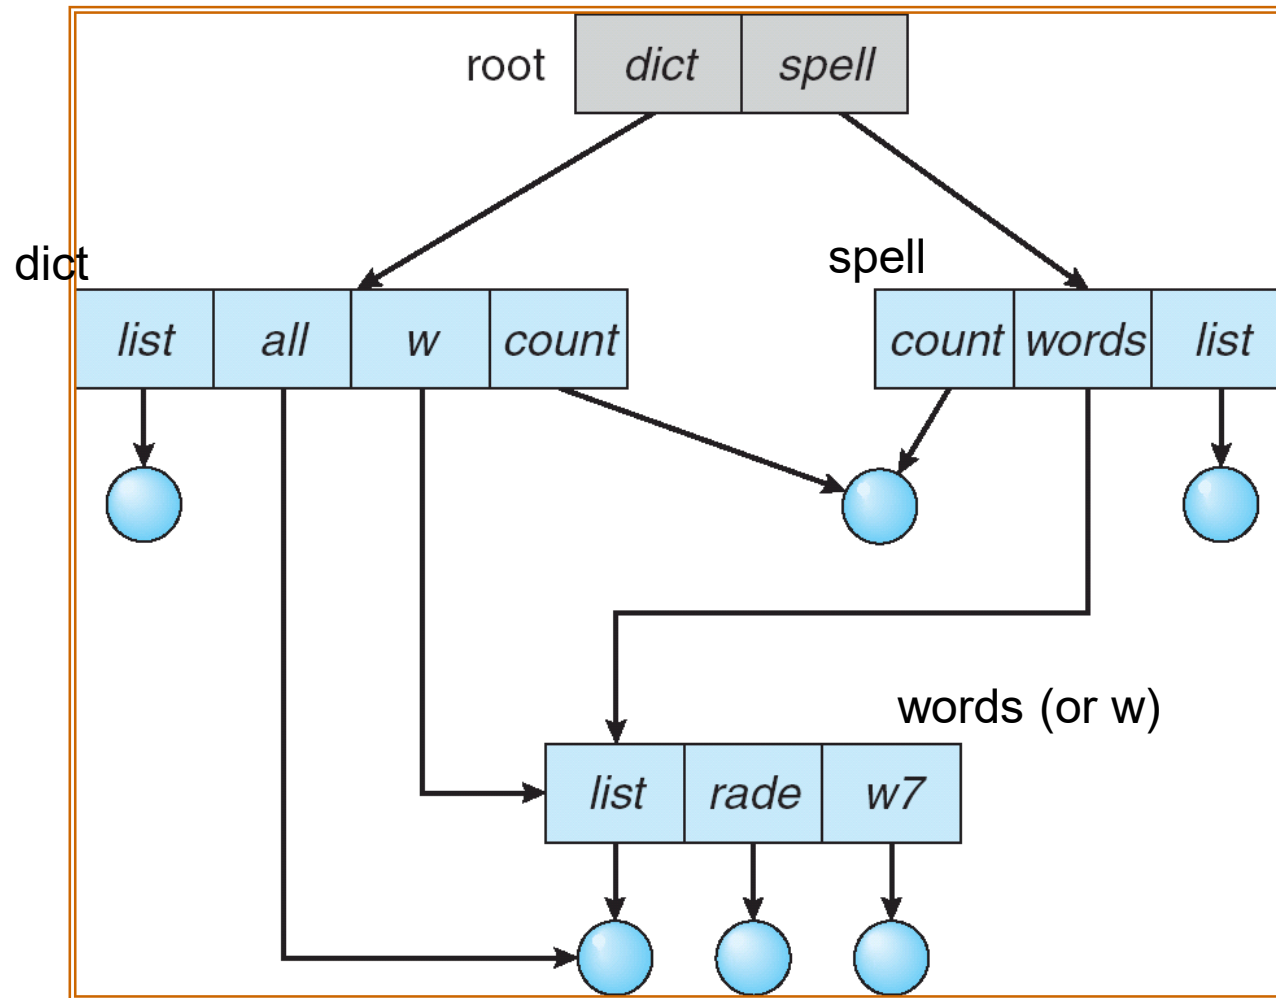 root dict spell
dict
spell
list all w count
count words list
words (or w)
list rade w7